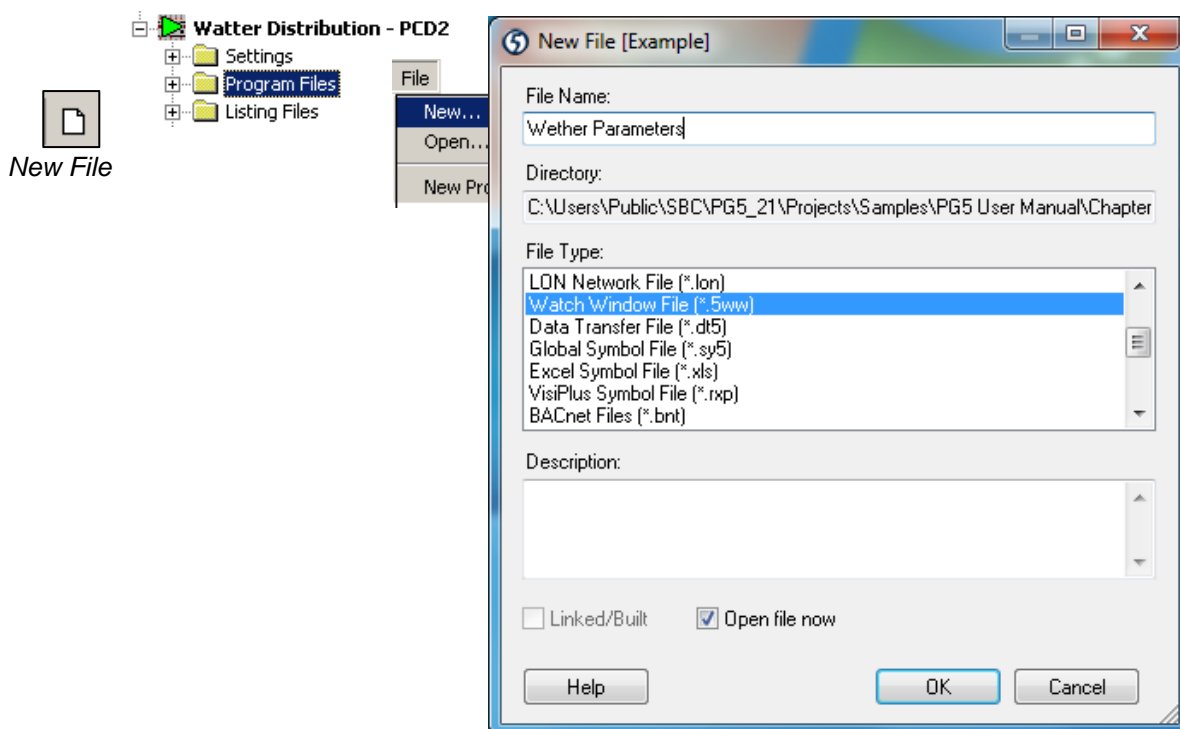 Watter Distribution - PCD2
Settings
Program Files
Listing Files
New File
File
New...
Open...
New Pro
New File [Example]
File Name:
Wether Parameters
Directory:
C:\Users\Public\SBC\PG5_21\Projects\Samples\PG5 User Manual\Chapter
File Type:
LON Network File (*.lon)
Watch Window File (*.5ww)
Data Transfer File (*.dt5)
Global Symbol File (*.sy5)
Excel Symbol File (*.xls)
VisiPlus Symbol File (*.rxp)
BACnet Files (*.bnt)
Description:
Linked/Built
Open file now
Help
OK
Cancel